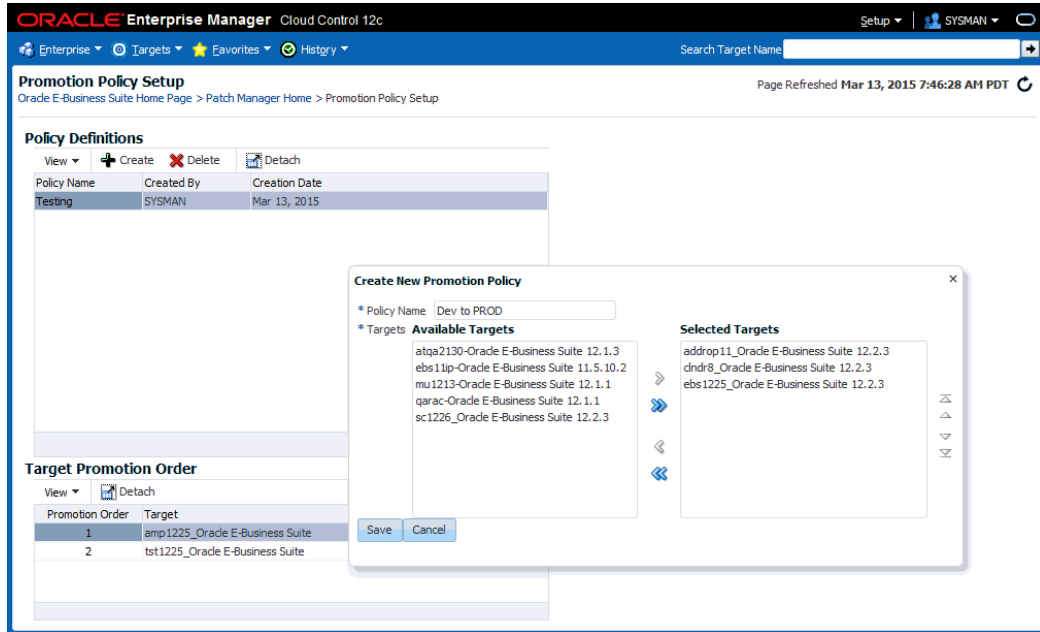 ORACLE Enterprise Manager Cloud Control 12c
Setup SYSMAN
Enterprise Targets Favorites History Search Target Name
Promotion Policy Setup
Page Refreshed Mar 13, 2015 7:46:28 AM PDT
Oracle E-Business Suite Home Page > Patch Manager Home > Promotion Policy Setup
Policy Definitions
View Create Delete Detach
Policy Name Created By Creation Date
Testing SYSMAN Mar 13, 2015
Create New Promotion Policy
* Policy Name Dev to PROD
* Targets Available Targets Selected Targets
atqa2130-Oracle E-Business Suite 12.1.3
ebs11ip-Oracle E-Business Suite 11.5.10.2
mu1213-Oracle E-Business Suite 12.1.1
qarac-Oracle E-Business Suite 12.1.1
sc1226_Oracle E-Business Suite 12.2.3
addrop11_Oracle E-Business Suite 12.2.3
dndr8_Oracle E-Business Suite 12.2.3
ebs1225_Oracle E-Business Suite 12.2.3
Save Cancel
Target Promotion Order
View Detach
Promotion Order Target
1 amp1225_Oracle E-Business Suite
2 tst1225_Oracle E-Business Suite